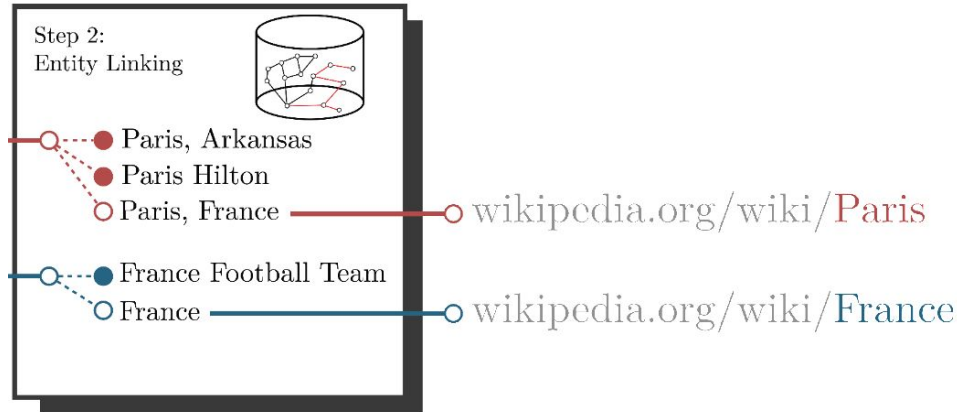 Step 2:
Entity Linking
Paris, Arkansas
Paris Hilton
Paris, France
wikipedia.org/wiki/Paris
France Football Team
France
wikipedia.org/wiki/France